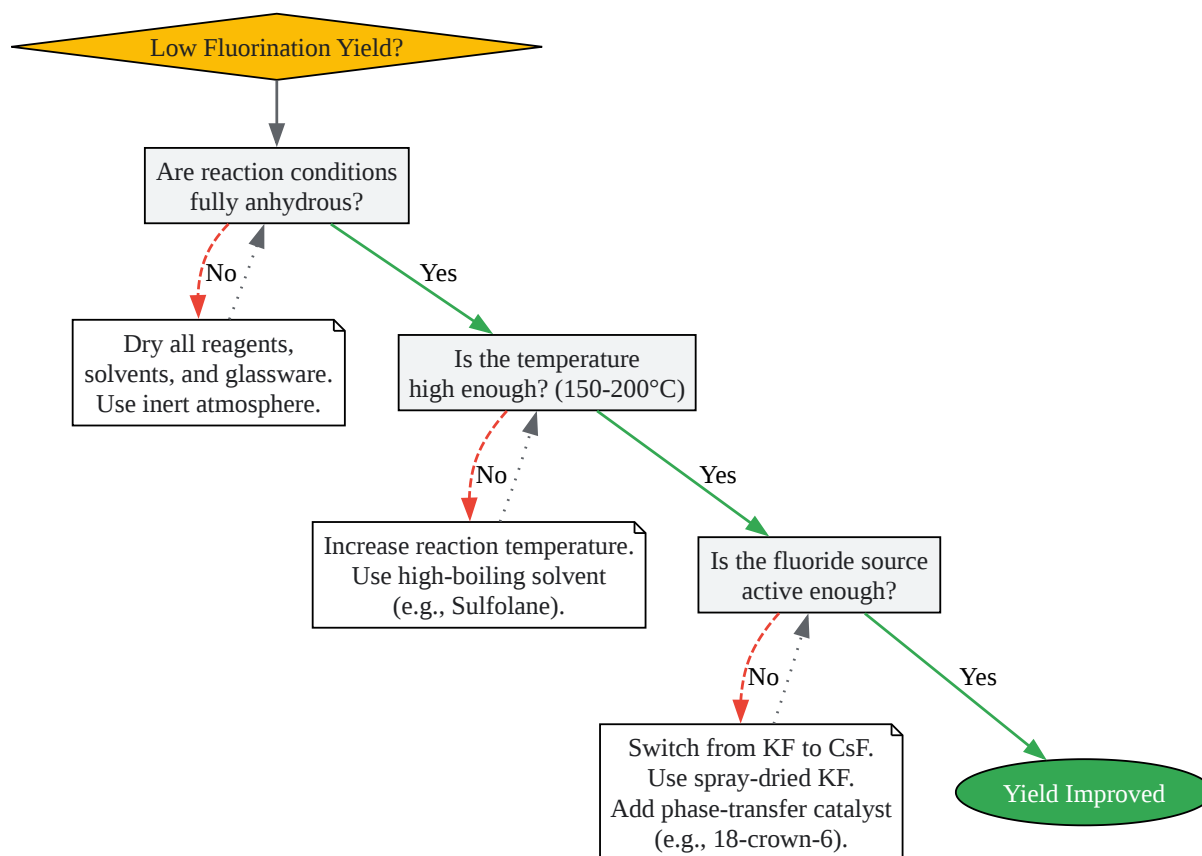 Low Fluorination Yield?
Are reaction conditions
fully anhydrous?
No
Yes
Dry all reagents,
solvents, and glassware.
Use inert atmosphere.
Is the temperature
high enough? (150-200°C)
No
Yes
Increase reaction temperature.
Use high-boiling solvent
(e.g., Sulfolane).
Is the fluoride source
active enough?
No
Yes
Switch from KF to CsF.
Use spray-dried KF.
Add phase-transfer catalyst
(e.g., 18-crown-6).
Yield Improved